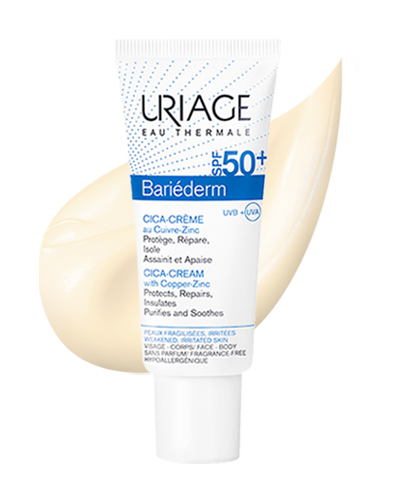 URIAGE
EAU THERMALE
SPF 50+
Bariéderm
UVB + UVA
CICA-CRÈME
au Cuivre-Zinc
Protège, Répare,
Isole
Assainit et Apaise
CICA-CREAM
with Copper-Zinc
Protects, Repairs,
Insulates
Purifies and Soothes
PEAUX FRAGILISÉES, IRRITÉES
WEAKENED, IRRITATED SKIN
VISAGE - CORPS/ FACE - BODY
SANS PARFUM/ FRAGRANCE-FREE
HYPOALLERGÉNIQUE